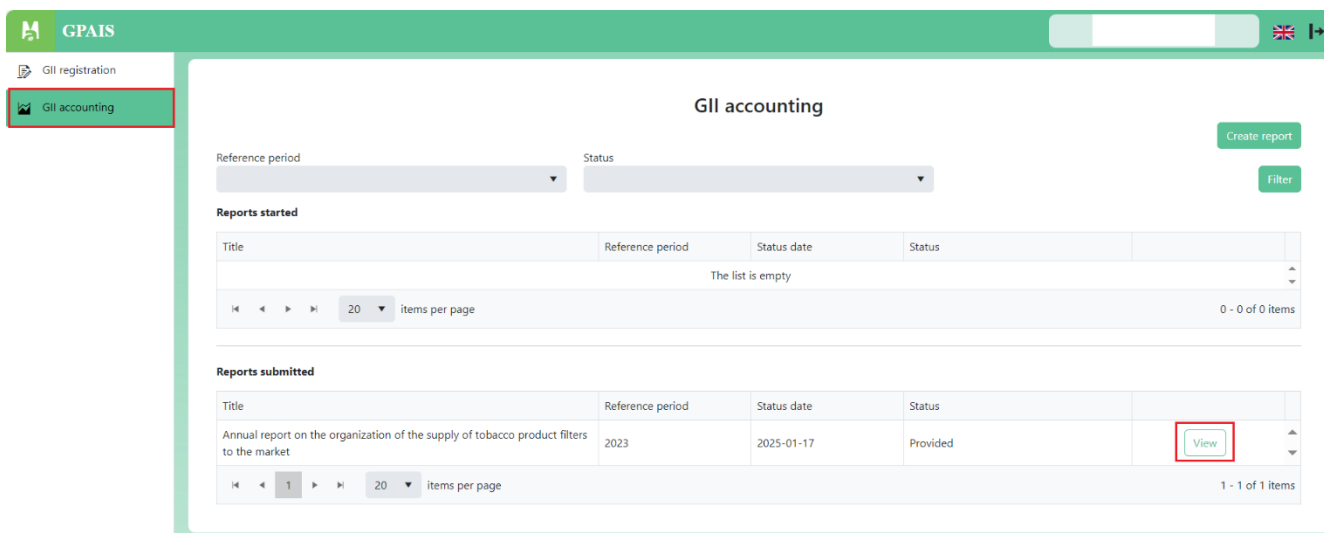 GPAIS
GII registration
GII accounting
GII accounting
Create report
Reference period Status
Filter
Reports started
Title Reference period Status date Status
The list is empty
20 items per page 0 - 0 of 0 items
Reports submitted
Title Reference period Status date Status
Annual report on the organization of the supply of tobacco product filters
to the market 2023 2025-01-17 Provided View
1 20 items per page 1 - 1 of 1 items